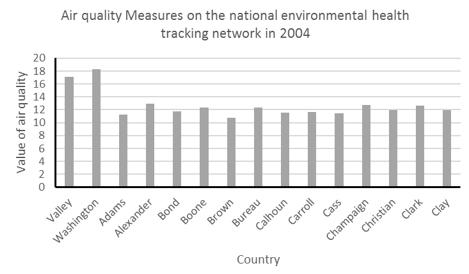 Air quality Measures on the national environmental health
tracking network in 2004
Value of air quality
20
18
16
14
12
10
8
6
4
2
0
Valley
Washington
Adams
Alexander
Bond
Boone
Brown
Bureau
Calhoun
Carroll
Cass
Champaign
Christian
Clark
Clay
Country